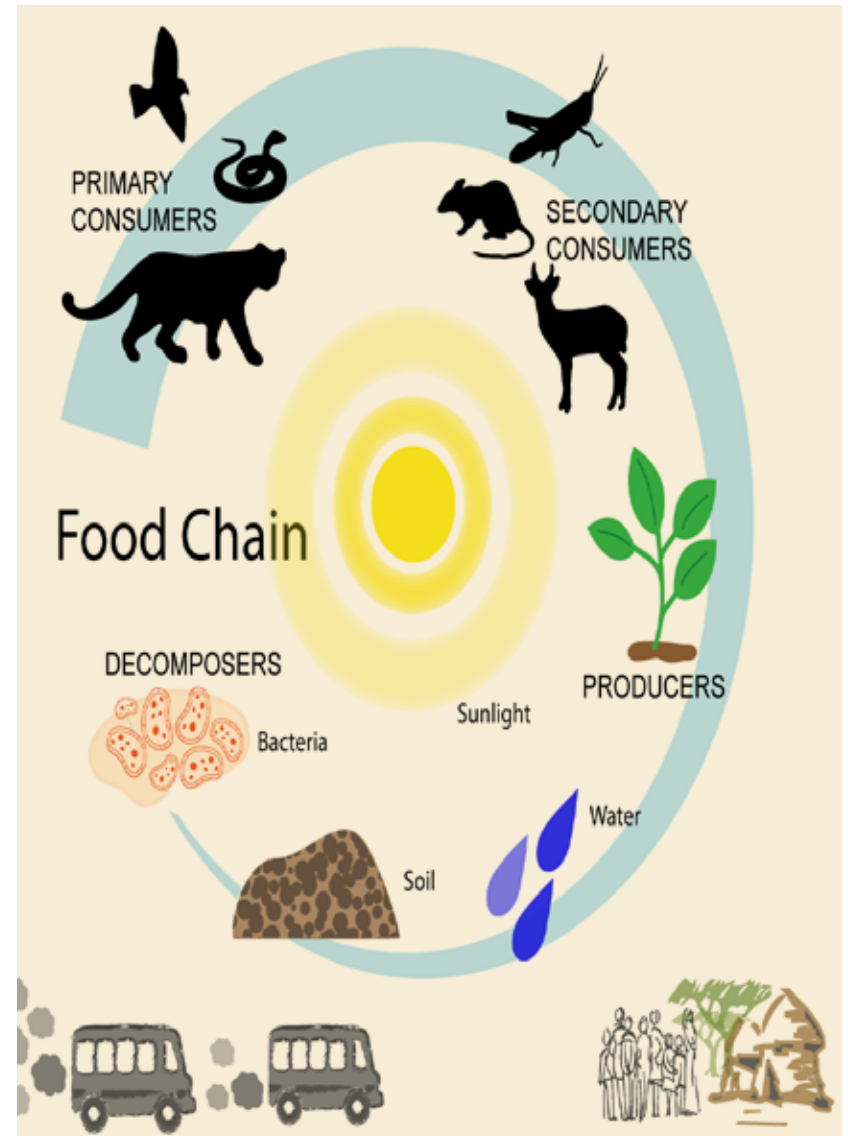 PRIMARY
CONSUMERS
SECONDARY
CONSUMERS
Food Chain
DECOMPOSERS
PRODUCERS
Sunlight
Bacteria
Water
Soil